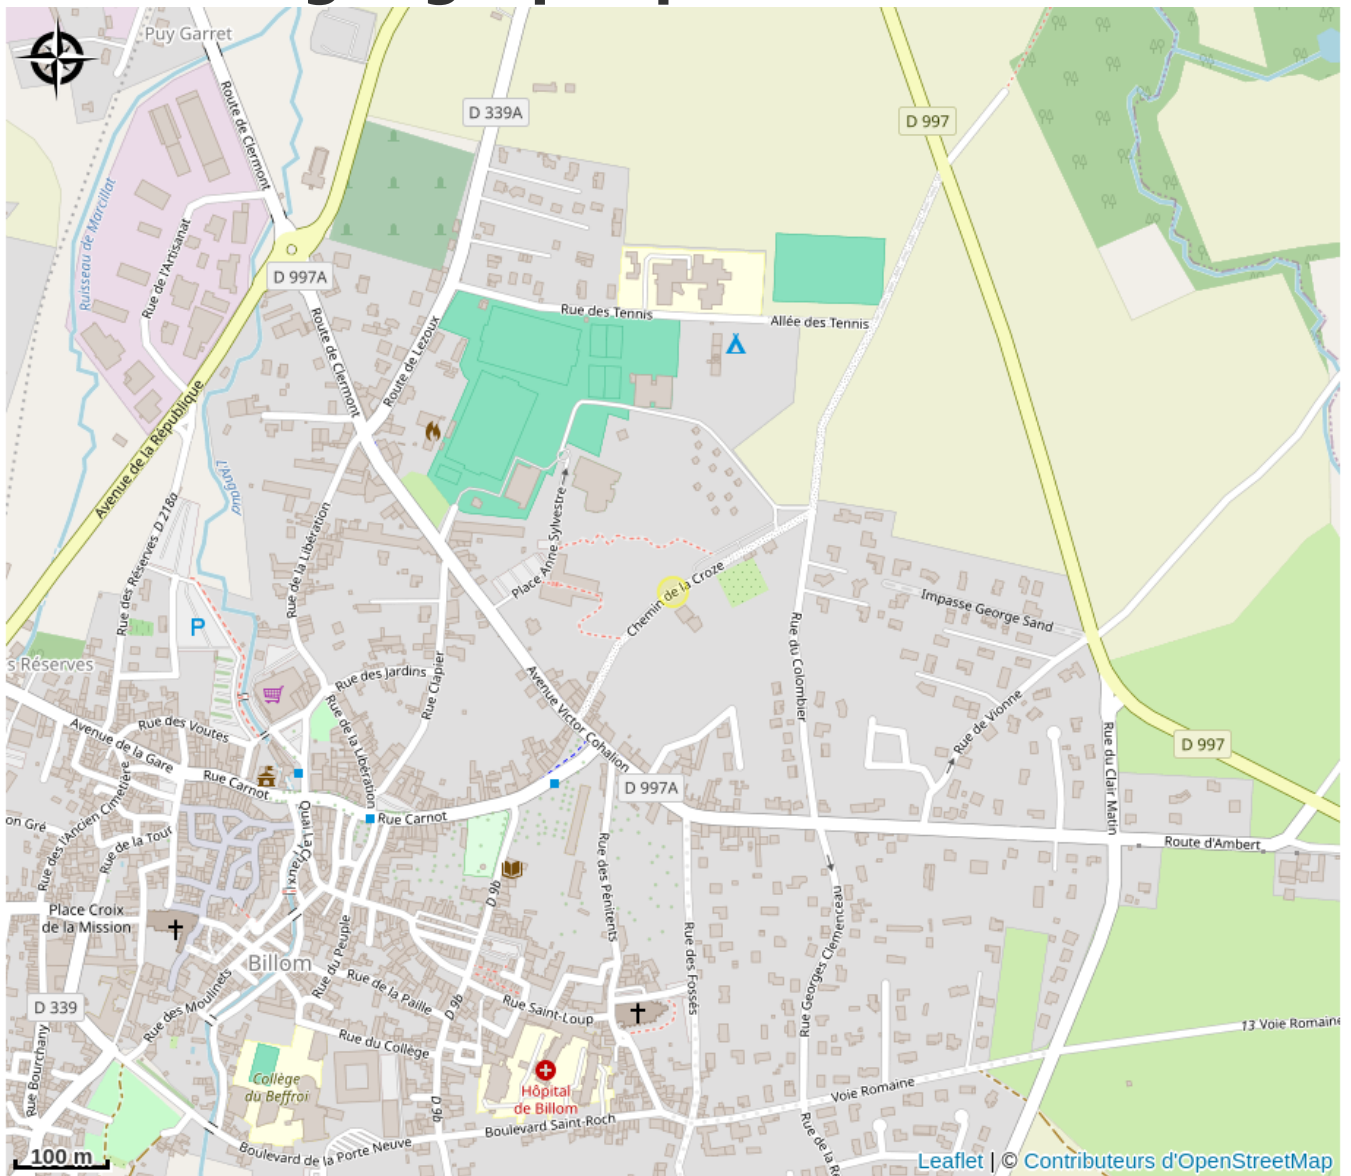 Puy Garret
Route de Clermont
D 339A
D 997
Ruisseau de Marcillat
Rue de l'Artisanat
D 997A
Route de Clermont
Route de Lezoux
Rue des Tennis
Allée des Tennis
Avenue de la République
L'Angaud
D 218a
Rue des Réserves
Rue de la Libération
Place Anne Sylvestre
Chemin de la Croze
Impasse George Sand
Rue du Colombier
P
s Réserves
Rue des Jardins
Rue Clapier
Avenue Victor Cohalion
Rue de Vionne
Rue du Clair Matin
D 997
Rue des Voutes
Avenue de la Gare
Rue de la Libération
Rue Carnot
D 997A
Rue Carnot
Quai La Chaux
on Gré
Rue de l'Ancien Cimetière
Rue de la Tour
Route d'Ambert
Rue des Pénitents
D 9b
Rue Georges Clemenceau
Place Croix
de la Mission
Billom
Rue du Peuple
Rue des Fossés
Rue de la Paille
D 9b
Rue Saint-Loup
D 339
Rue des Moulinets
Rue du Collège
13 Voie Romaine
Rue Bourchany
Collège
du Beffroi
Hôpital
de Billom
Voie Romaine
D 9b
Boulevard Saint-Roch
Boulevard de la Porte Neuve
100 m
Leaflet | © Contributeurs d'OpenStreetMap